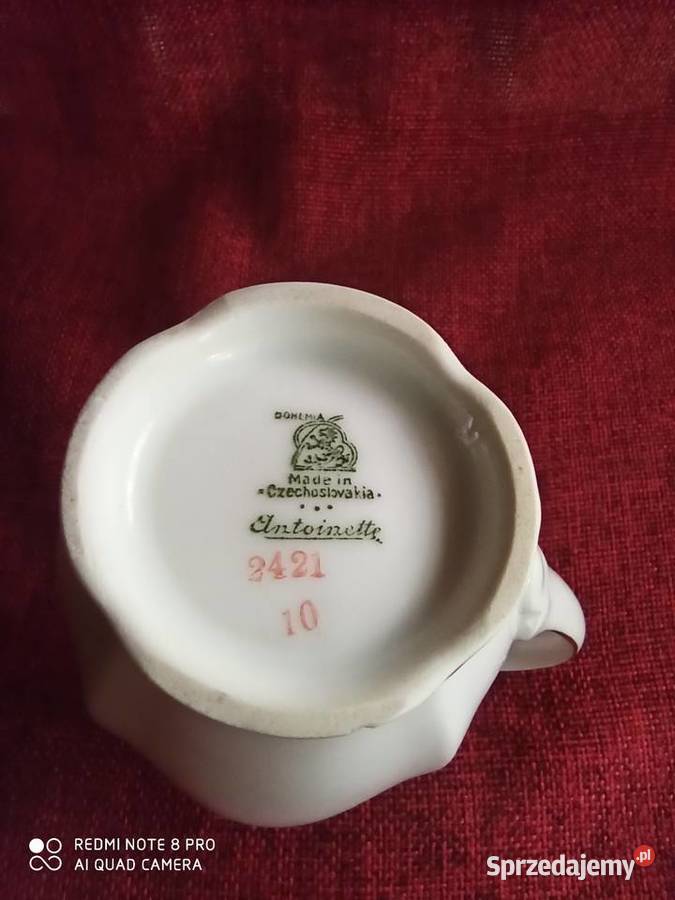 BOHEMIA
Made in
Czechoslovakia
Antoinette
2421
10
REDMI NOTE 8 PRO
AI QUAD CAMERA
Sprzedajemy.pl